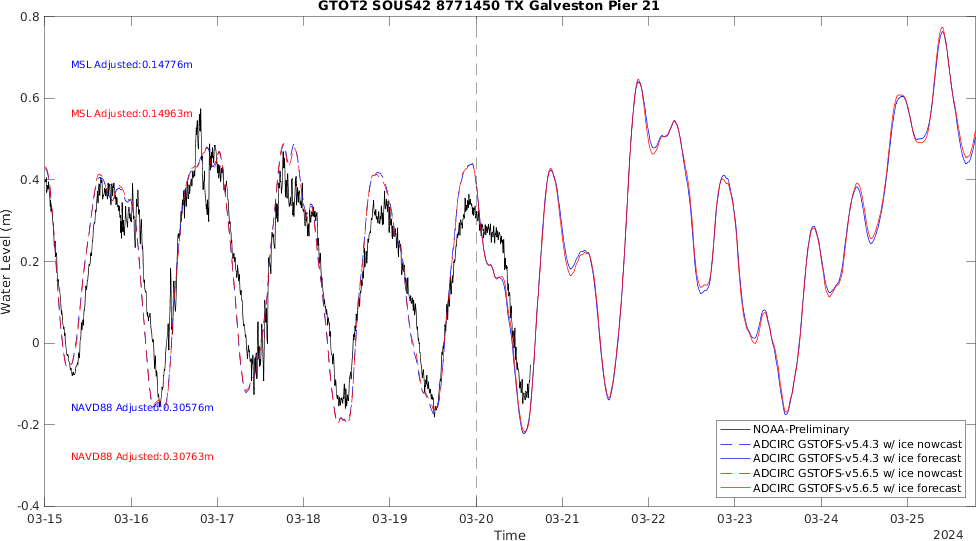 GTOT2 SOUS42 8771450 TX Galveston Pier 21
0.8
0.6
0.4
0.2
0
-0.2
-0.4
Water Level (m)
MSL Adjusted:0.14776m
MSL Adjusted:0.14963m
NAVD88 Adjusted:0.30576m
NAVD88 Adjusted:0.30763m
NOAA-Preliminary
ADCIRC GSTOFS-v5.4.3 w/ ice nowcast
ADCIRC GSTOFS-v5.4.3 w/ ice forecast
ADCIRC GSTOFS-v5.6.5 w/ ice nowcast
ADCIRC GSTOFS-v5.6.5 w/ ice forecast
03-15 03-16 03-17 03-18 03-19 03-20 03-21 03-22 03-23 03-24 03-25
Time
2024